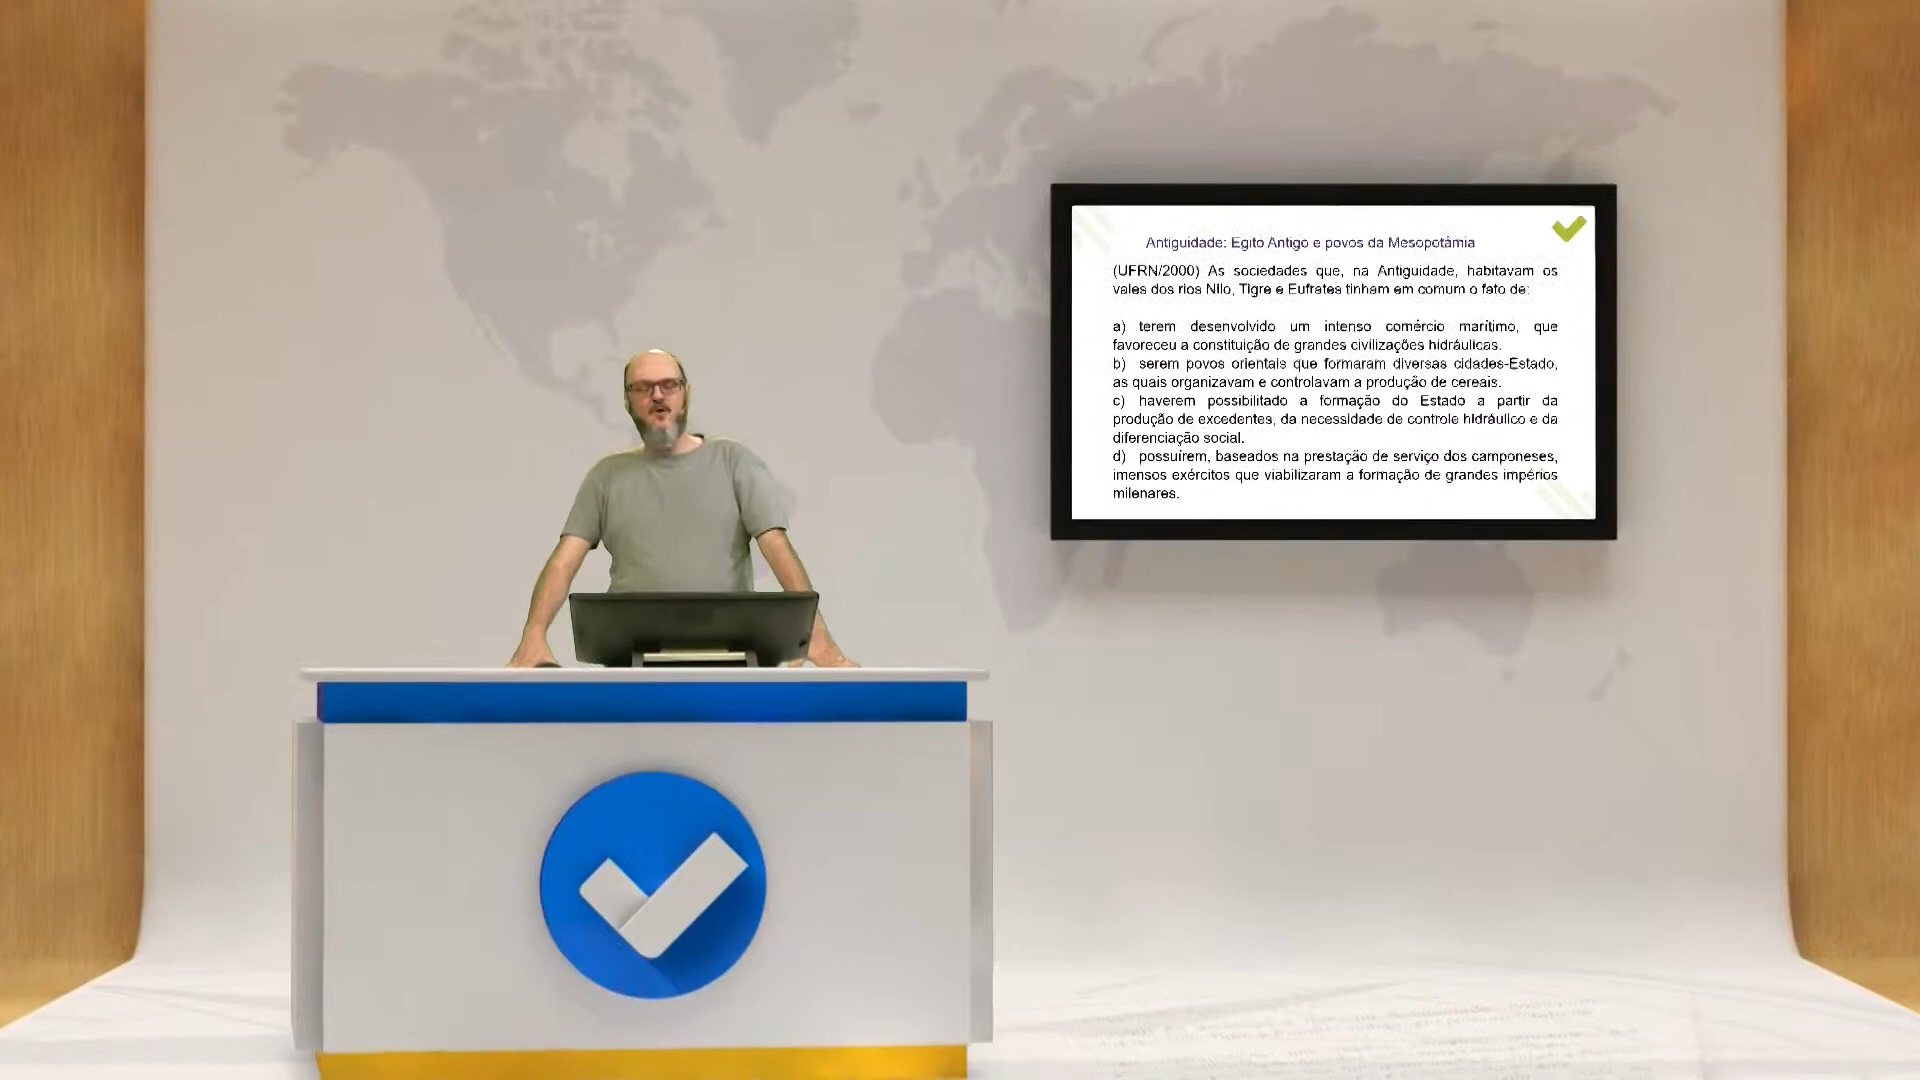 Antiguidade: Egito Antigo e povos da Mesopotâmia
(UFRN/2000) As sociedades que, na Antiguidade, habitavam os
vales dos rios Nilo, Tigre e Eufrates tinham em comum o fato de:
a) terem desenvolvido um intenso comércio marítimo, que
favoreceu a constituição de grandes civilizações hidráulicas.
b) serem povos orientais que formaram diversas cidades-Estado,
as quais organizavam e controlavam a produção de cereais.
c) haverem possibilitado a formação do Estado a partir da
produção de excedentes, da necessidade de controle hidráulico e da
diferenciação social.
d) possuírem, baseados na prestação de serviço dos camponeses,
imensos exércitos que viabilizaram a formação de grandes impérios
milenares.